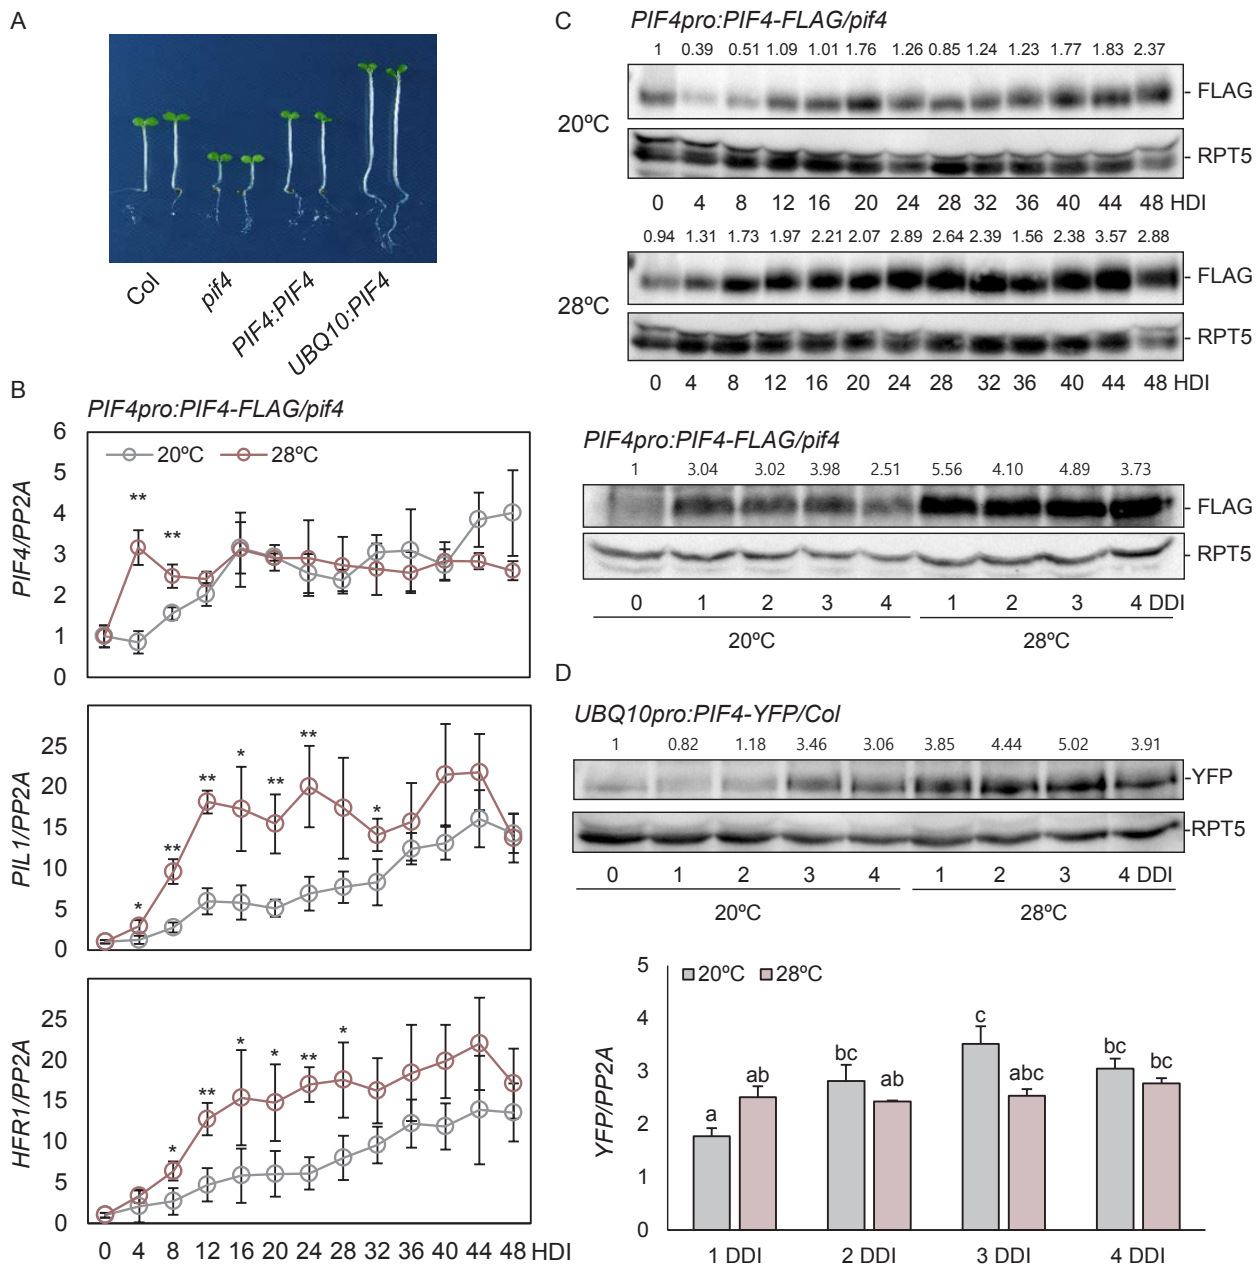 A
Col
pif4
PIF4:PIF4
UBQ10:PIF4
B
PIF4pro:PIF4-FLAG/pif4
20ºC 28ºC
PIF4/PP2A
6
5
4
3
2
1
0
** **
PIL1/PP2A
25
20
15
10
5
0
* ** ** * ** ** *
HFR1/PP2A
25
20
15
10
5
0
* ** * * ** *
0 4 8 12 16 20 24 28 32 36 40 44 48 HDI
C
PIF4pro:PIF4-FLAG/pif4
1 0.39 0.51 1.09 1.01 1.76 1.26 0.85 1.24 1.23 1.77 1.83 2.37
20ºC
- FLAG
- RPT5
0 4 8 12 16 20 24 28 32 36 40 44 48 HDI
0.94 1.31 1.73 1.97 2.21 2.07 2.89 2.64 2.39 1.56 2.38 3.57 2.88
28ºC
- FLAG
- RPT5
0 4 8 12 16 20 24 28 32 36 40 44 48 HDI
PIF4pro:PIF4-FLAG/pif4
1 3.04 3.02 3.98 2.51 5.56 4.10 4.89 3.73
- FLAG
- RPT5
0 1 2 3 4 1 2 3 4 DDI
20ºC 28ºC
D
UBQ10pro:PIF4-YFP/Col
1 0.82 1.18 3.46 3.06 3.85 4.44 5.02 3.91
-YFP
-RPT5
0 1 2 3 4 1 2 3 4 DDI
20ºC 28ºC
YFP/PP2A
5
4
3
2
1
0
20ºC 28ºC
a ab bc ab c abc bc bc
1 DDI 2 DDI 3 DDI 4 DDI